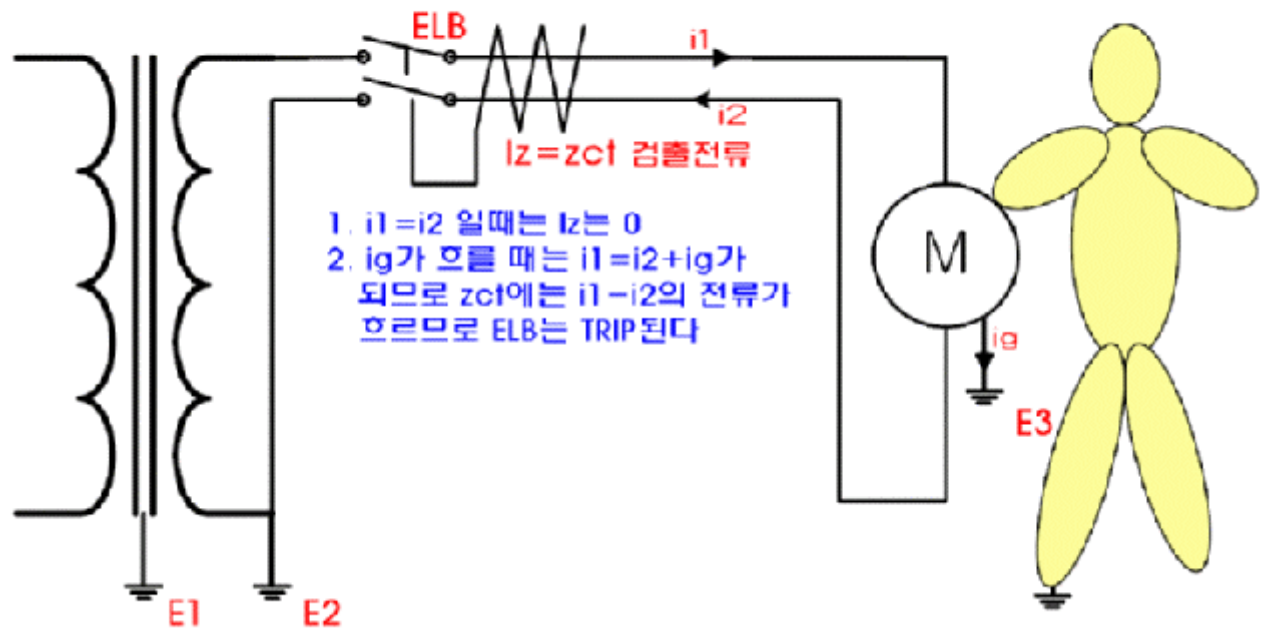 ELB
i1
i2
Iz=zct 검출전류
1. i1=i2 일때는 Iz는 0
2. ig가 흐를 때는 i1=i2+ig가
되므로 zct에는 i1-i2의 전류가
흐르므로 ELB는 TRIP된다
M
ig
E3
E1
E2